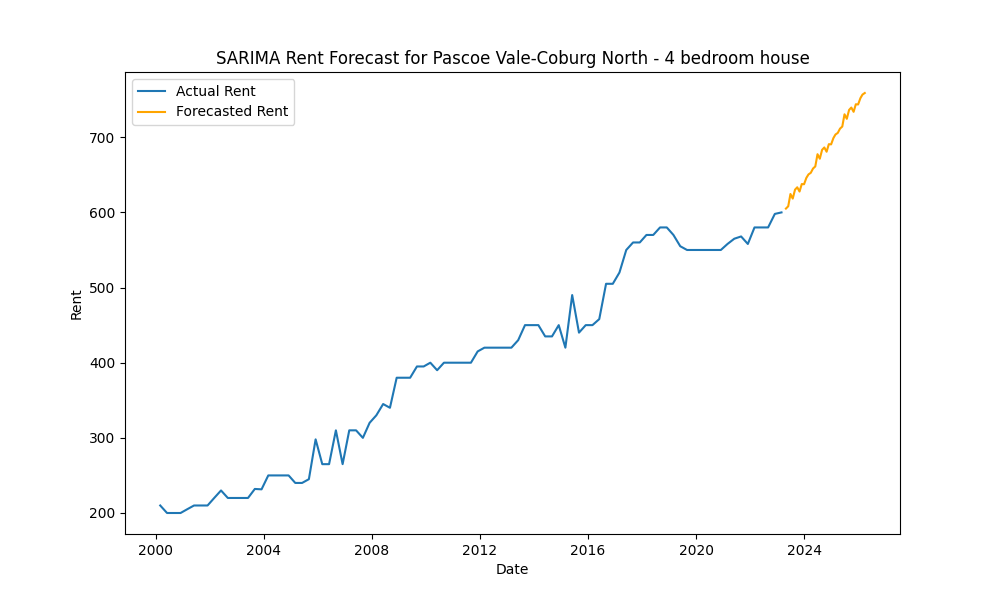 SARIMA Rent Forecast for Pascoe Vale-Coburg North - 4 bedroom house
Actual Rent
Forecasted Rent
700
600
500
400
300
200
Rent
2000 2004 2008 2012 2016 2020 2024
Date